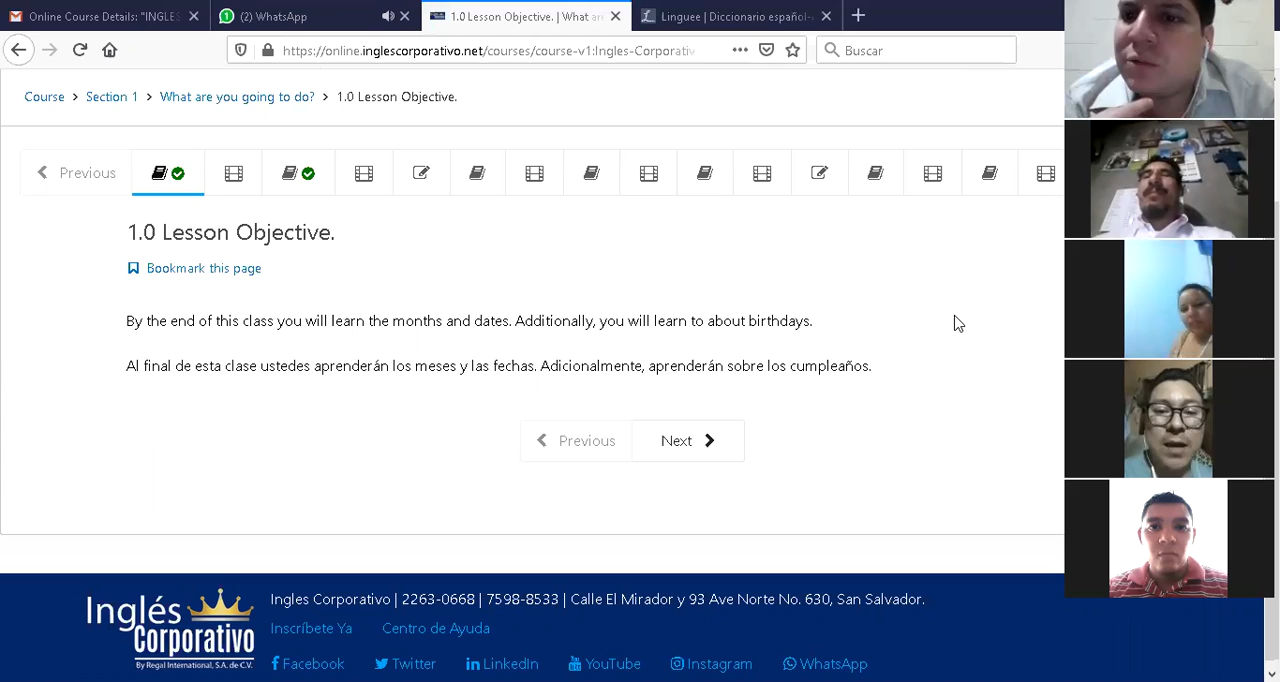 Online Course Details: "INGLES
(2) WhatsApp
1.0 Lesson Objective. | What are
Linguee | Diccionario español-
https://online.inglescorporativo.net/courses/course-v1:Ingles-Corporativ
Buscar
Course > Section 1 > What are you going to do? > 1.0 Lesson Objective.
Previous
1.0 Lesson Objective.
Bookmark this page
By the end of this class you will learn the months and dates. Additionally, you will learn to about birthdays.
Al final de esta clase ustedes aprenderán los meses y las fechas. Adicionalmente, aprenderán sobre los cumpleaños.
Previous Next
Inglés Corporativo
By Regal International, S.A. de C.V.
Ingles Corporativo | 2263-0668 | 7598-8533 | Calle El Mirador y 93 Ave Norte No. 630, San Salvador.
Inscríbete Ya Centro de Ayuda
Facebook Twitter LinkedIn YouTube Instagram WhatsApp